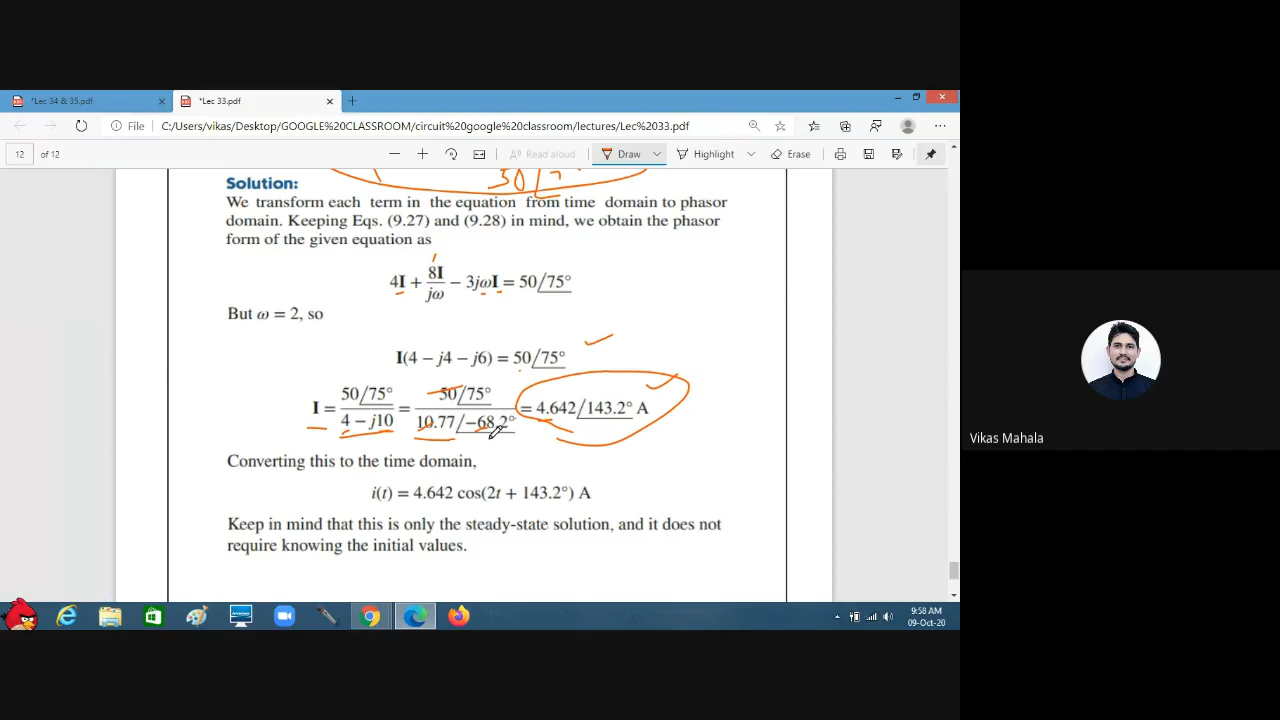 *Lec 34 & 35.pdf
*Lec 33.pdf
File
C:/Users/vikas/Desktop/GOOGLE%20CLASSROOM/circuit%20google%20classroom/lectures/Lec%2033.pdf
12 of 12
Read aloud
Draw
Highlight
Erase
50
Solution:
We transform each term in the equation from time domain to phasor
domain. Keeping Eqs. (9.27) and (9.28) in mind, we obtain the phasor
form of the given equation as
4I + 8I/jω − 3jωI = 50/75°
But ω = 2, so
I(4 − j4 − j6) = 50/75°
I = 50/75° / 4 − j10 = 50/75° / 10.77/−68.2° = 4.642/143.2° A
Converting this to the time domain,
i(t) = 4.642 cos(2t + 143.2°) A
Keep in mind that this is only the steady-state solution, and it does not
require knowing the initial values.
Vikas Mahala
9:58 AM
09-Oct-20